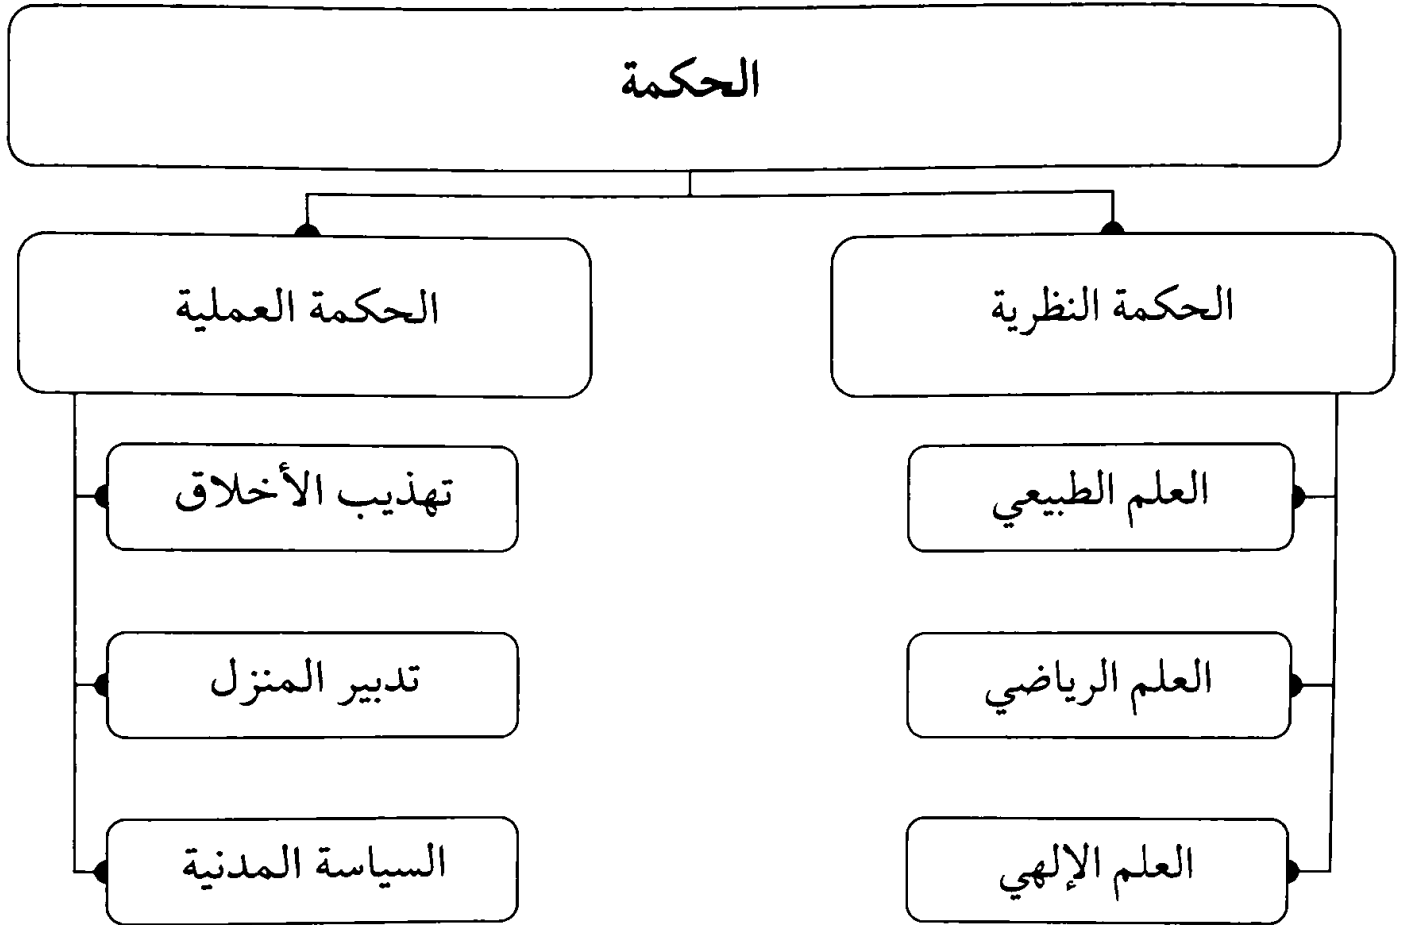 الحكمة
الحكمة النظرية
العلم الطبيعي
العلم الرياضي
العلم الإلهي
الحكمة العملية
تهذيب الأخلاق
تدبير المنزل
السياسة المدنية